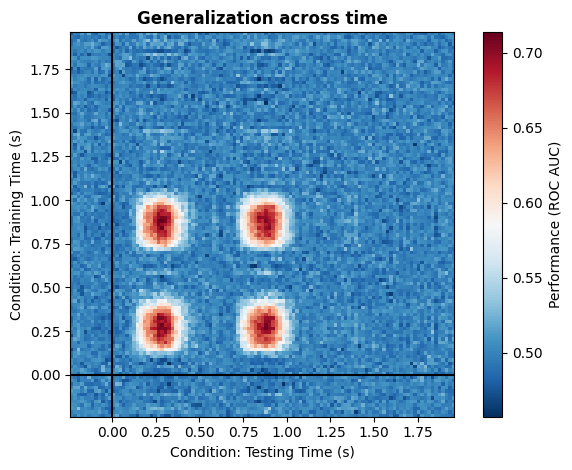 Generalization across time
Condition: Training Time (s)
1.75
1.50
1.25
1.00
0.75
0.50
0.25
0.00
0.00 0.25 0.50 0.75 1.00 1.25 1.50 1.75
Condition: Testing Time (s)
0.70
0.65
0.60
0.55
0.50
Performance (ROC AUC)